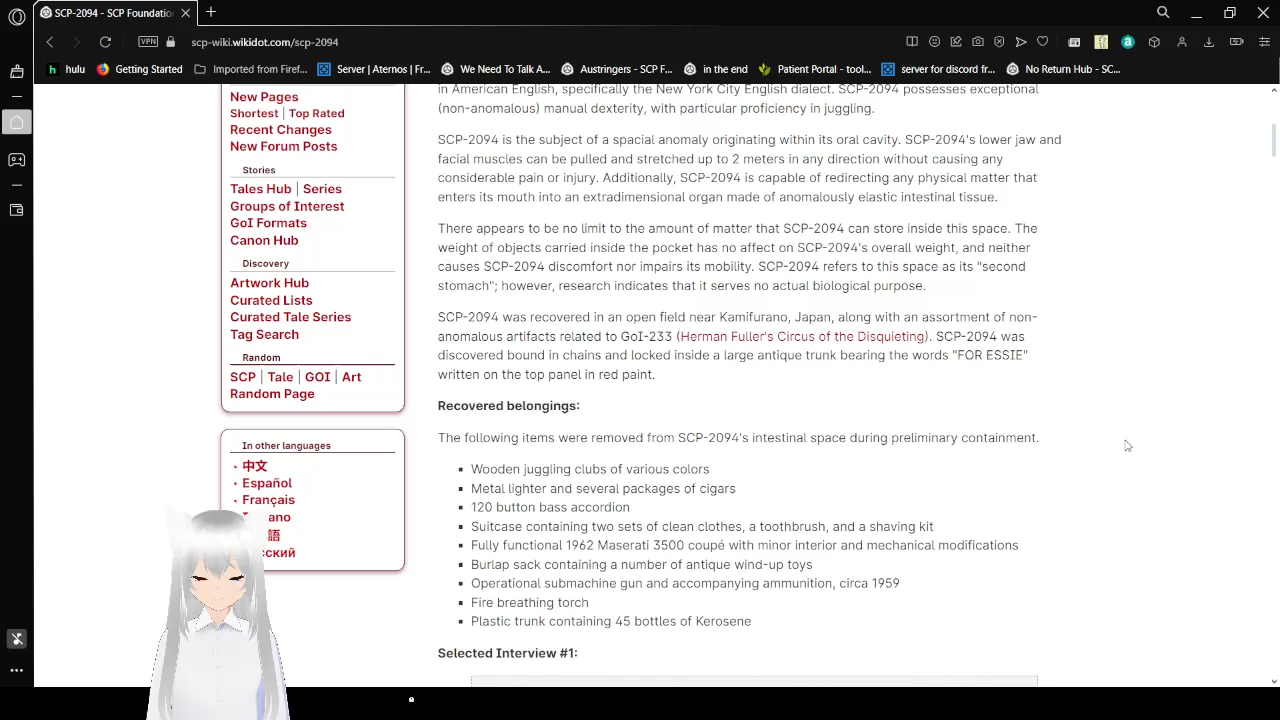 SCP-2094 - SCP Foundatio
scp-wiki.wikidot.com/scp-2094
VPN
hulu
Getting Started
Imported from Firef...
Server | Aternos | Fr...
We Need To Talk A...
Austringers - SCP F...
in the end
Patient Portal - tool...
server for discord fr...
No Return Hub - SC...
New Pages
Shortest | Top Rated
Recent Changes
New Forum Posts
Stories
Tales Hub | Series
Groups of Interest
GoI Formats
Canon Hub
Discovery
Artwork Hub
Curated Lists
Curated Tale Series
Tag Search
Random
SCP | Tale | GOI | Art
Random Page
In other languages
中文
Español
Français
ano
語
сский
in American English, specifically the New York City English dialect. SCP-2094 possesses exceptional
(non-anomalous) manual dexterity, with particular proficiency in juggling.
SCP-2094 is the subject of a spacial anomaly originating within its oral cavity. SCP-2094's lower jaw and
facial muscles can be pulled and stretched up to 2 meters in any direction without causing any
considerable pain or injury. Additionally, SCP-2094 is capable of redirecting any physical matter that
enters its mouth into an extradimensional organ made of anomalously elastic intestinal tissue.
There appears to be no limit to the amount of matter that SCP-2094 can store inside this space. The
weight of objects carried inside the pocket has no affect on SCP-2094's overall weight, and neither
causes SCP-2094 discomfort nor impairs its mobility. SCP-2094 refers to this space as its "second
stomach"; however, research indicates that it serves no actual biological purpose.
SCP-2094 was recovered in an open field near Kamifurano, Japan, along with an assortment of non-
anomalous artifacts related to GoI-233 (Herman Fuller's Circus of the Disquieting). SCP-2094 was
discovered bound in chains and locked inside a large antique trunk bearing the words "FOR ESSIE"
written on the top panel in red paint.
Recovered belongings:
The following items were removed from SCP-2094's intestinal space during preliminary containment.
Wooden juggling clubs of various colors
Metal lighter and several packages of cigars
120 button bass accordion
Suitcase containing two sets of clean clothes, a toothbrush, and a shaving kit
Fully functional 1962 Maserati 3500 coupé with minor interior and mechanical modifications
Burlap sack containing a number of antique wind-up toys
Operational submachine gun and accompanying ammunition, circa 1959
Fire breathing torch
Plastic trunk containing 45 bottles of Kerosene
Selected Interview #1: